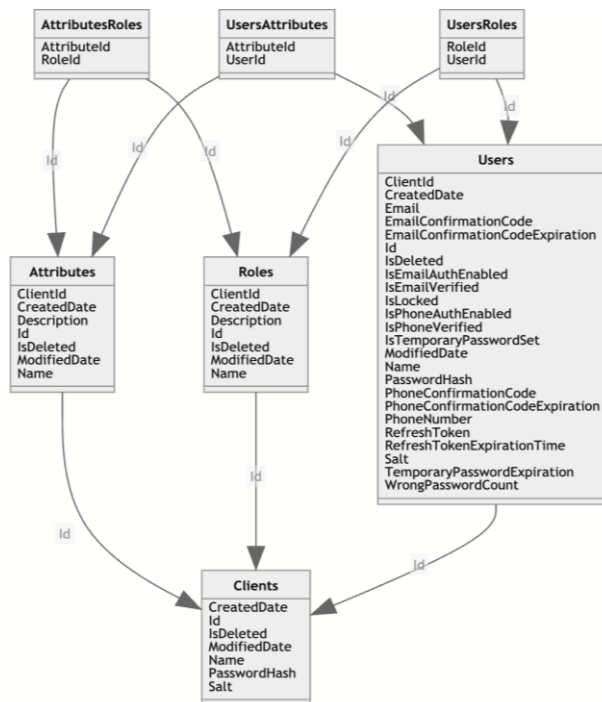 AttributesRoles
AttributeId
RoleId
UsersAttributes
AttributeId
UserId
UsersRoles
RoleId
UserId
Id
Id
Id
Id
Id
Id
Users
ClientId
CreatedDate
Email
EmailConfirmationCode
EmailConfirmationCodeExpiration
Id
IsDeleted
IsEmailAuthEnabled
IsEmailVerified
IsLocked
IsPhoneAuthEnabled
IsPhoneVerified
IsTemporaryPasswordSet
ModifiedDate
Name
PasswordHash
PhoneConfirmationCode
PhoneConfirmationCodeExpiration
PhoneNumber
RefreshToken
RefreshTokenExpirationTime
Salt
TemporaryPasswordExpiration
WrongPasswordCount
Attributes
ClientId
CreatedDate
Description
Id
IsDeleted
ModifiedDate
Name
Roles
ClientId
CreatedDate
Description
Id
IsDeleted
ModifiedDate
Name
Id
Id
Id
Clients
CreatedDate
Id
IsDeleted
ModifiedDate
Name
PasswordHash
Salt